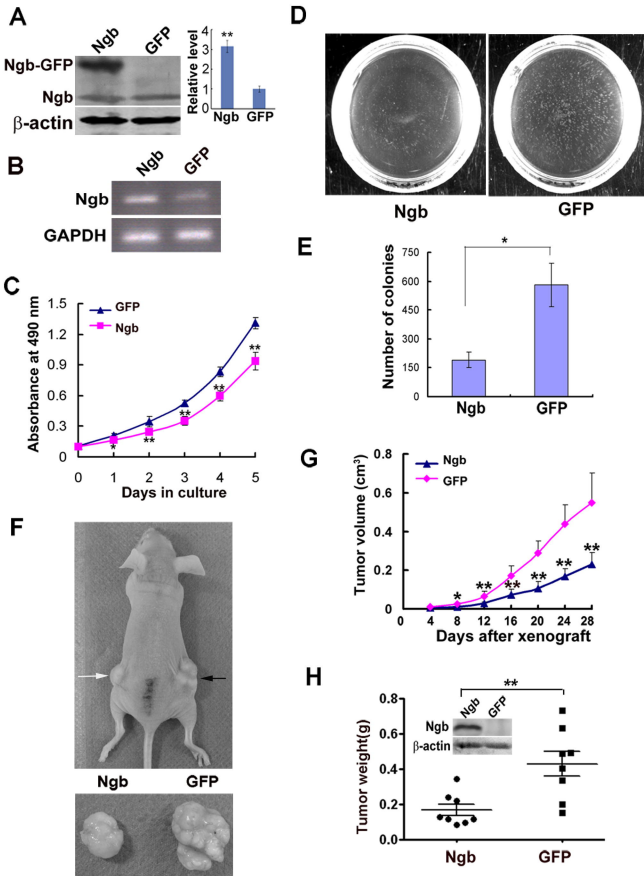 A
Ngb GFP
Ngb-GFP
Ngb
β-actin
Relative level
4
3
2
1
0
**
Ngb GFP
B
Ngb GFP
Ngb
GAPDH
C
Absorbance at 490 nm
1.5
1.2
0.9
0.6
0.3
0
GFP
Ngb
* ** ** ** **
0 1 2 3 4 5
Days in culture
D
Ngb GFP
E
Number of colonies
750
600
450
300
150
0
*
Ngb GFP
F
Ngb GFP
G
Tumor volume (cm³)
0.8
0.6
0.4
0.2
0
Ngb
GFP
* ** ** ** ** **
0 4 8 12 16 20 24 28
Days after xenograft
H
Tumor weight(g)
0.8
0.6
0.4
0.2
0.0
**
Ngb GFP
Ngb
β-actin
Ngb GFP